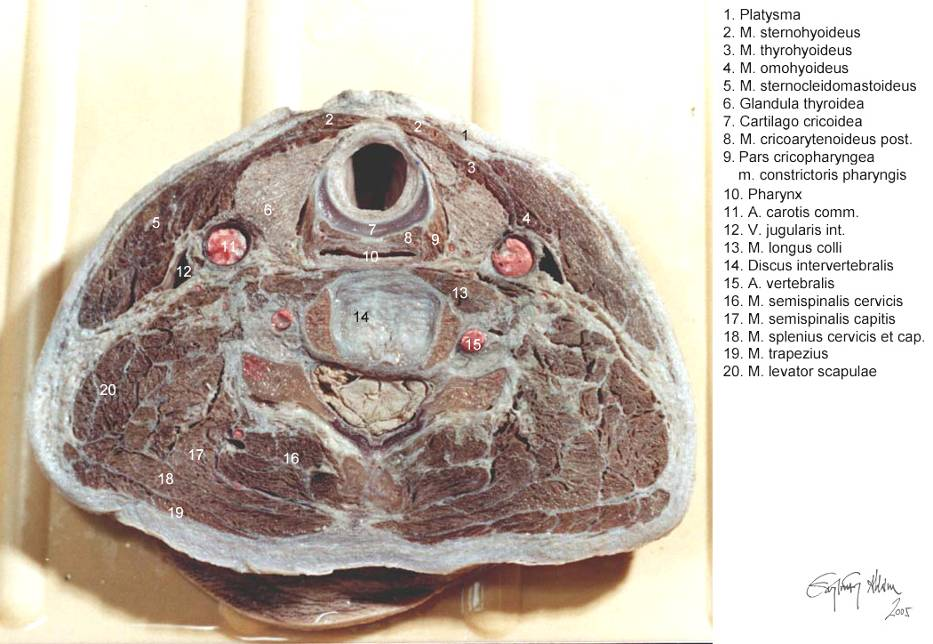 1. Platysma
2. M. sternohyoideus
3. M. thyrohyoideus
4. M. omohyoideus
5. M. sternocleidomastoideus
6. Glandula thyroidea
7. Cartilago cricoidea
8. M. cricoarytenoideus post.
9. Pars cricopharyngea
m. constrictoris pharyngis
10. Pharynx
11. A. carotis comm.
12. V. jugularis int.
13. M. longus colli
14. Discus intervertebralis
15. A. vertebralis
16. M. semispinalis cervicis
17. M. semispinalis capitis
18. M. splenius cervicis et cap.
19. M. trapezius
20. M. levator scapulae
2
2
1
3
6
5
4
7
8
9
11
10
12
13
14
15
20
17
16
18
19
2005